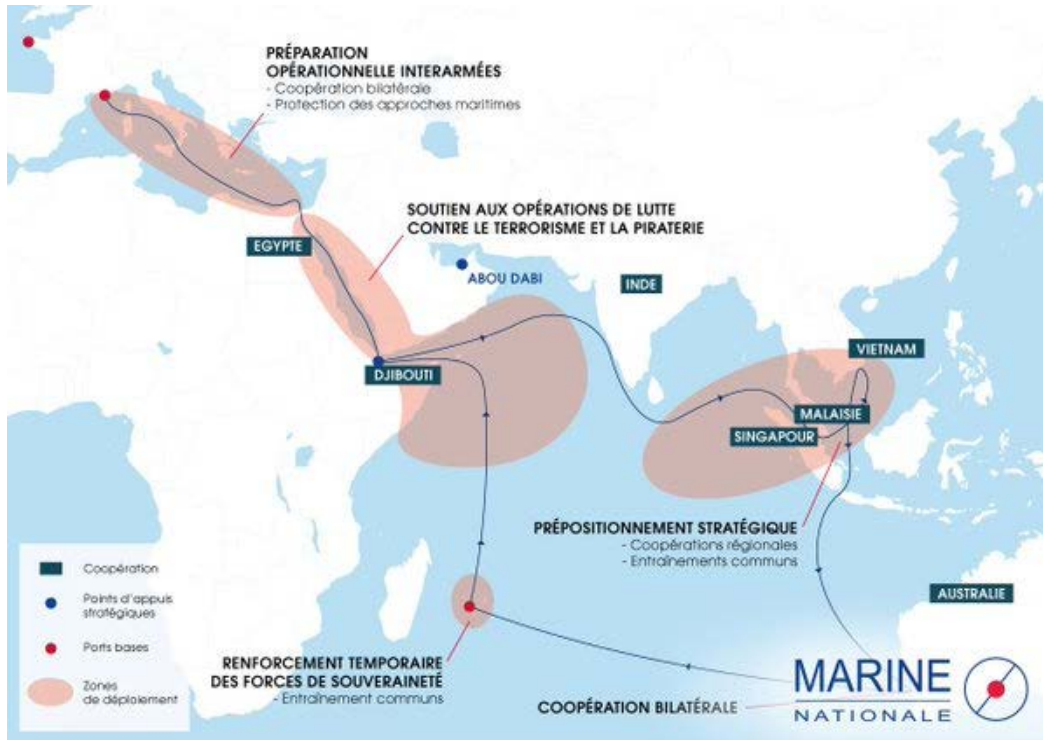 PRÉPARATION
OPÉRATIONNELLE INTERARMÉES
- Coopération bilatérale
- Protection des approches maritimes
SOUTIEN AUX OPÉRATIONS DE LUTTE
CONTRE LE TERRORISME ET LA PIRATERIE
EGYPTE
ABOU DABI
INDE
DJIBOUTI
VIETNAM
MALAISIE
SINGAPOUR
PRÉPOSITIONNEMENT STRATÉGIQUE
- Coopérations régionales
- Entraînements communs
AUSTRALIE
Coopération
Points d'appuis
stratégiques
Ports bases
Zones
de déploiement
RENFORCEMENT TEMPORAIRE
DES FORCES DE SOUVERAINETÉ
- Entraînement communs
COOPÉRATION BILATÉRALE
MARINE
NATIONALE